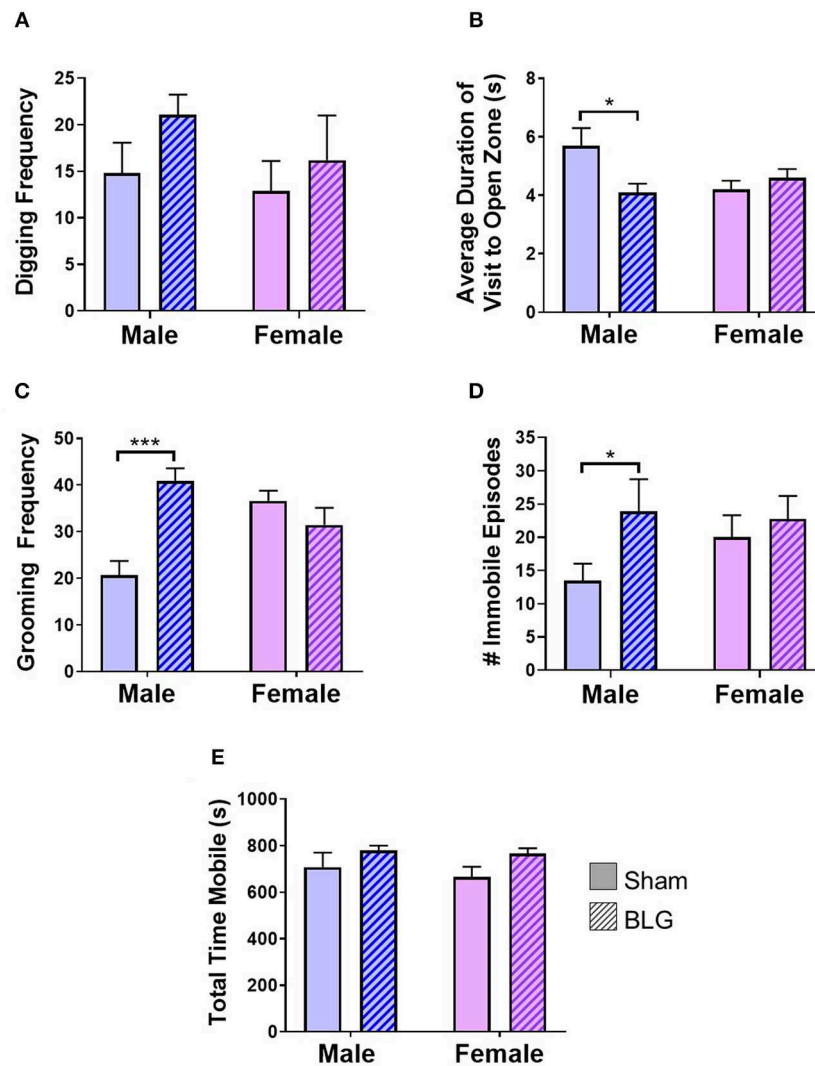 A
Digging Frequency
25
20
15
10
5
0
Male
Female
B
Average Duration of
Visit to Open Zone (s)
8
6
4
2
0
*
Male
Female
C
Grooming Frequency
50
40
30
20
10
0
***
Male
Female
D
# Immobile Episodes
35
30
25
20
15
10
5
0
*
Male
Female
E
Total Time Mobile (s)
1000
800
600
400
200
0
Male
Female
Sham
BLG